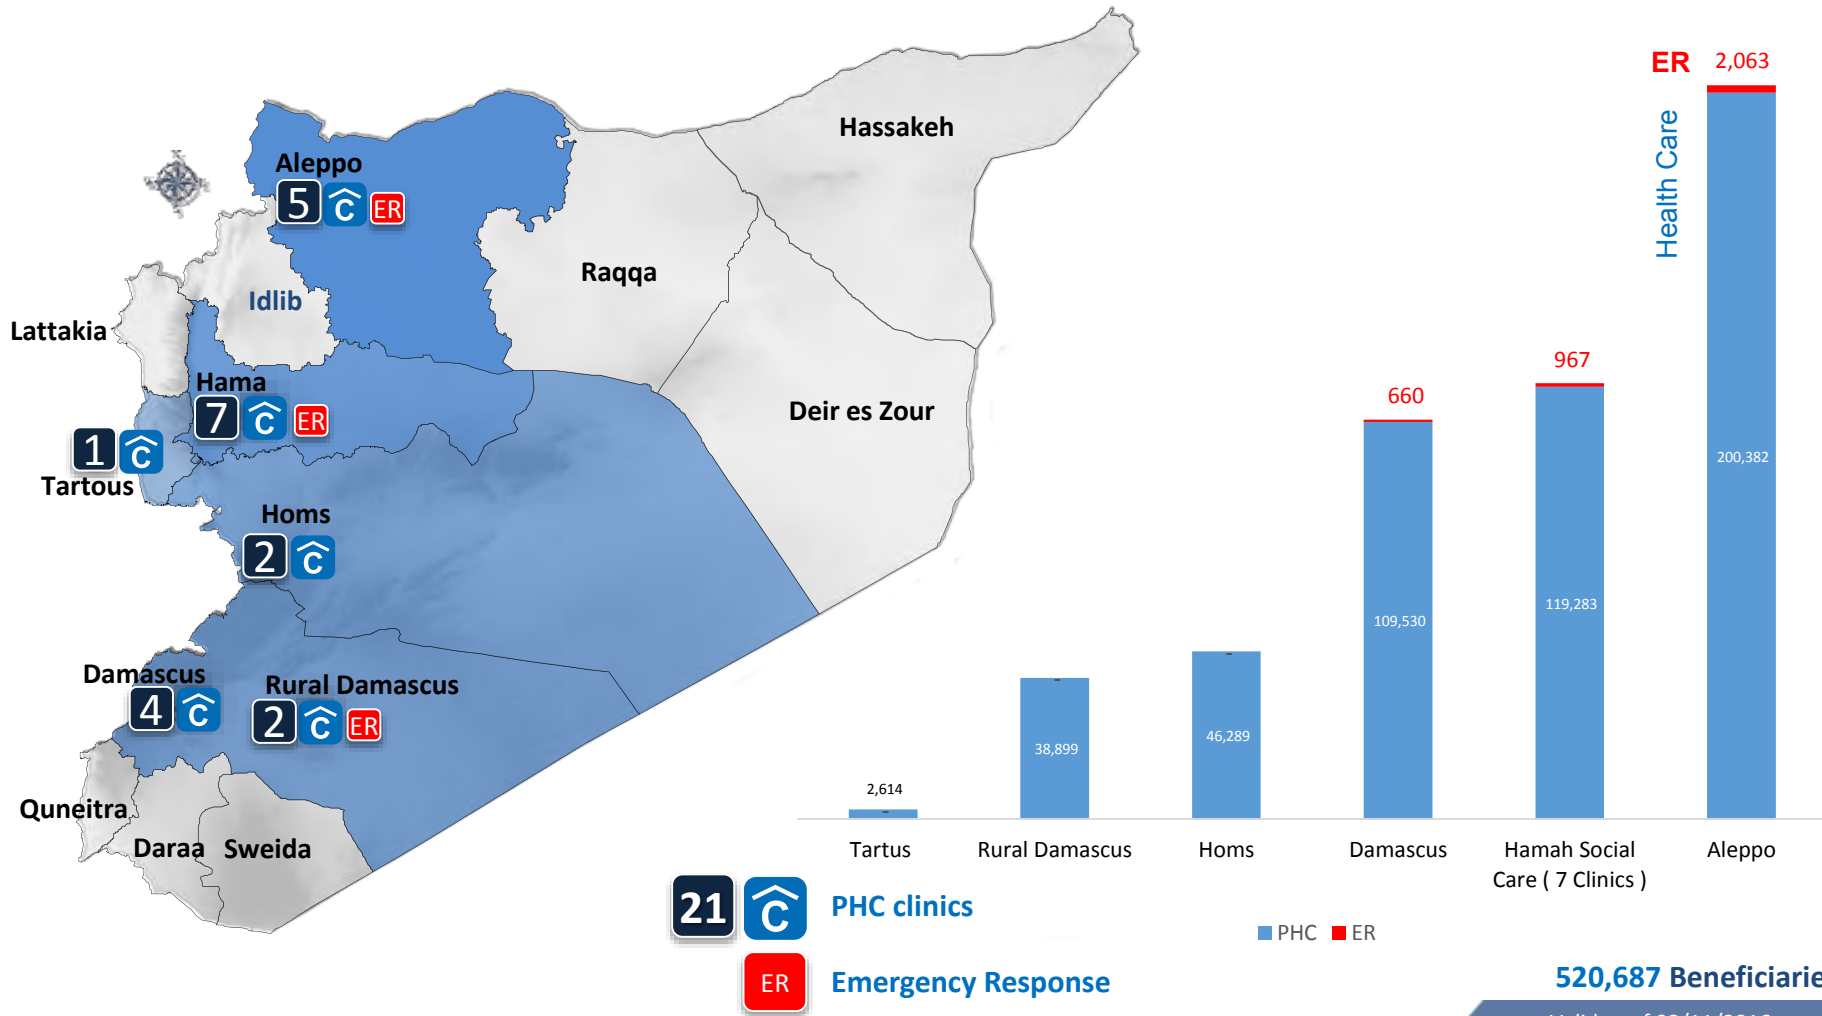 Aleppo
5 C ER
Hassakeh
Raqqa
Idlib
Lattakia
Hama
7 C ER
Deir es Zour
1 C
Tartous
Homs
2 C
Damascus
4 C
Rural Damascus
2 C ER
Quneitra
Daraa
Sweida
ER 2,063
Health Care
967
660
200,382
119,283
109,530
46,289
38,899
2,614
Tartus
Rural Damascus
Homs
Damascus
Hamah Social
Care ( 7 Clinics )
Aleppo
21 C PHC clinics
PHC ER
ER Emergency Response
520,687 Beneficiarie